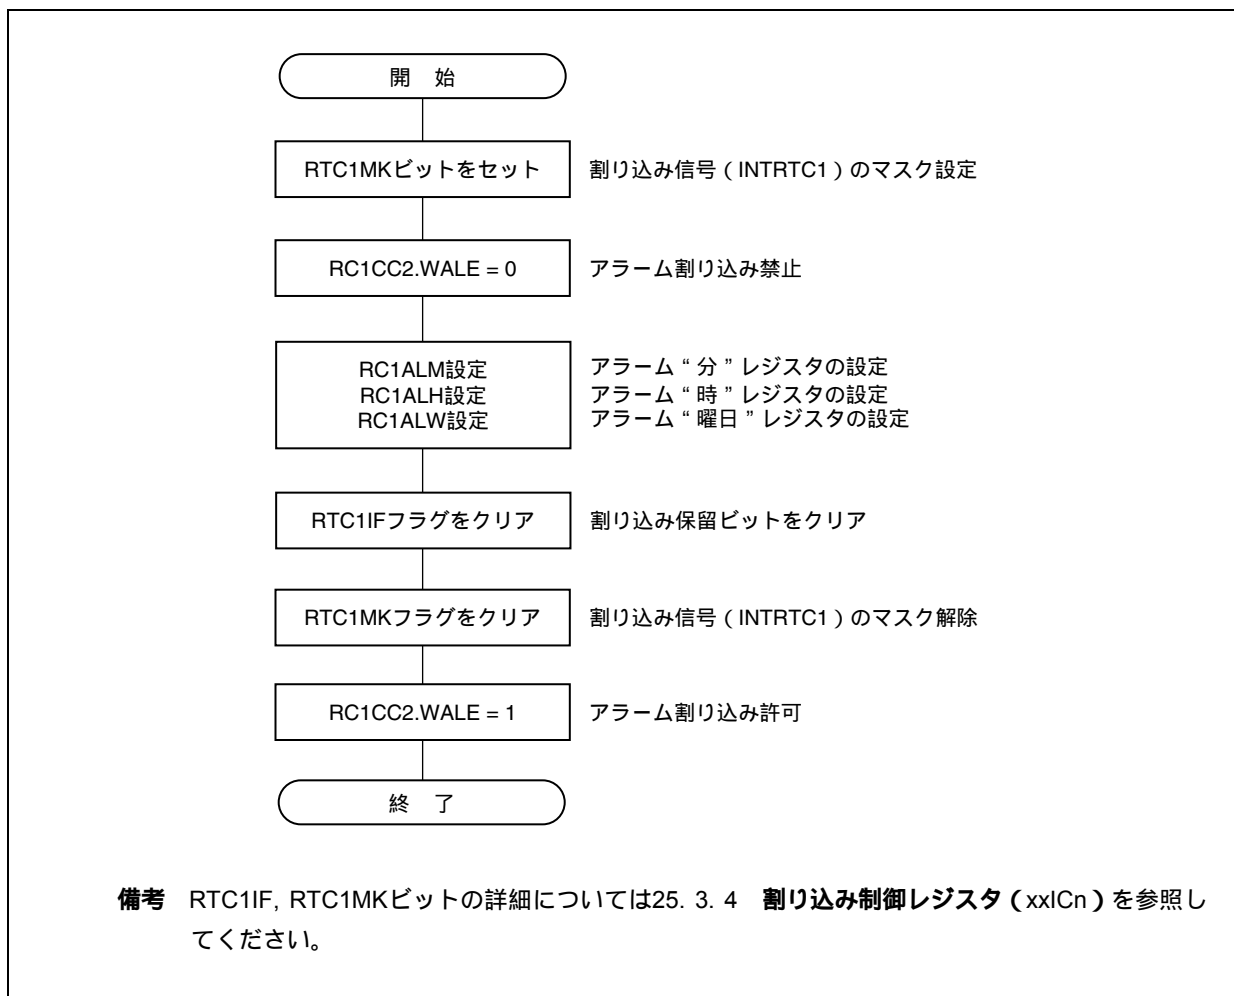 開 始
RTC1MKビットをセット 割り込み信号（INTRTC1）のマスク設定
RC1CC2.WALE = 0 アラーム割り込み禁止
RC1ALM設定 アラーム“分”レジスタの設定
RC1ALH設定 アラーム“時”レジスタの設定
RC1ALW設定 アラーム“曜日”レジスタの設定
RTC1IFフラグをクリア 割り込み保留ビットをクリア
RTC1MKフラグをクリア 割り込み信号（INTRTC1）のマスク解除
RC1CC2.WALE = 1 アラーム割り込み許可
終 了
備考 RTC1IF, RTC1MKビットの詳細については25. 3. 4 割り込み制御レジスタ（xxICn）を参照し
てください。